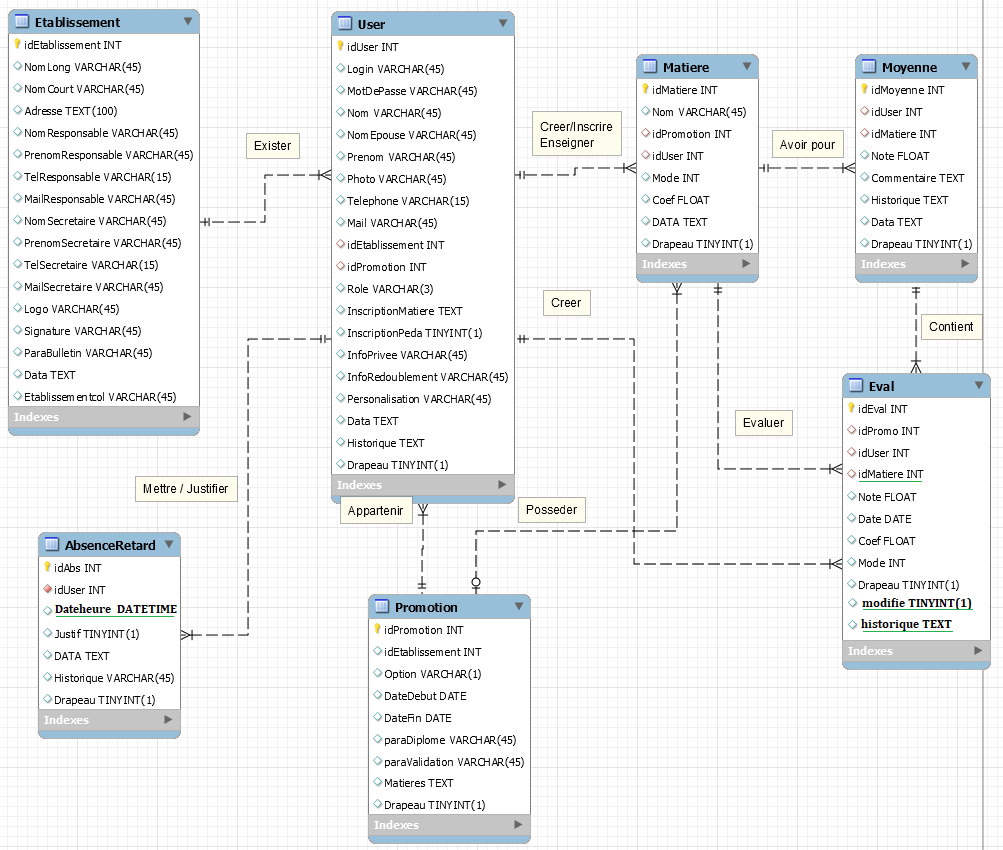 Etablissement
idEtablissement INT
NomLong VARCHAR(45)
NomCourt VARCHAR(45)
Adresse TEXT(100)
NomResponsable VARCHAR(45)
PrenomResponsable VARCHAR(45)
TelResponsable VARCHAR(15)
MailResponsable VARCHAR(45)
NomSecretaire VARCHAR(45)
PrenomSecretaire VARCHAR(45)
TelSecretaire VARCHAR(15)
MailSecretaire VARCHAR(45)
Logo VARCHAR(45)
Signature VARCHAR(45)
ParaBulletin VARCHAR(45)
Data TEXT
Etablissementcol VARCHAR(45)
Indexes
Exister
User
idUser INT
Login VARCHAR(45)
MotDePasse VARCHAR(45)
Nom VARCHAR(45)
NomEpouse VARCHAR(45)
Prenom VARCHAR(45)
Photo VARCHAR(45)
Telephone VARCHAR(15)
Mail VARCHAR(45)
idEtablissement INT
idPromotion INT
Role VARCHAR(3)
InscriptionMatiere TEXT
InscriptionPeda TINYINT(1)
InfoPrivee VARCHAR(45)
InfoRedoublement VARCHAR(45)
Personalisation VARCHAR(45)
Data TEXT
Historique TEXT
Drapeau TINYINT(1)
Indexes
Creer/Inscrire
Enseigner
Matiere
idMatiere INT
Nom VARCHAR(45)
idPromotion INT
idUser INT
Mode INT
Coef FLOAT
DATA TEXT
Drapeau TINYINT(1)
Indexes
Avoir pour
Moyenne
idMoyenne INT
idUser INT
idMatiere INT
Note FLOAT
Commentaire TEXT
Historique TEXT
Data TEXT
Drapeau TINYINT(1)
Indexes
Creer
Contient
Evaluer
Eval
idEval INT
idPromo INT
idUser INT
idMatiere INT
Note FLOAT
Date DATE
Coef FLOAT
Mode INT
Drapeau TINYINT(1)
modifie TINYINT(1)
historique TEXT
Indexes
Mettre / Justifier
Appartenir
Posseder
AbsenceRetard
idAbs INT
idUser INT
Dateheure DATETIME
Justif TINYINT(1)
DATA TEXT
Historique VARCHAR(45)
Drapeau TINYINT(1)
Indexes
Promotion
idPromotion INT
idEtablissement INT
Option VARCHAR(1)
DateDebut DATE
DateFin DATE
paraDiplome VARCHAR(45)
paraValidation VARCHAR(45)
Matieres TEXT
Drapeau TINYINT(1)
Indexes